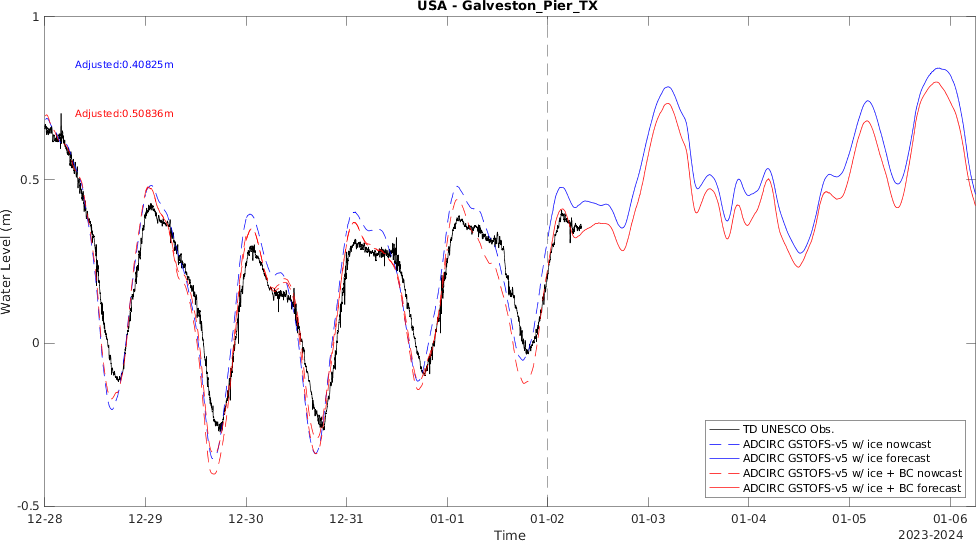 USA - Galveston_Pier_TX
1
Adjusted:0.40825m
Adjusted:0.50836m
0.5
Water Level (m)
0
TD UNESCO Obs.
ADCIRC GSTOFS-v5 w/ ice nowcast
ADCIRC GSTOFS-v5 w/ ice forecast
ADCIRC GSTOFS-v5 w/ ice + BC nowcast
ADCIRC GSTOFS-v5 w/ ice + BC forecast
-0.5
12-28 12-29 12-30 12-31 01-01 01-02 01-03 01-04 01-05 01-06
Time
2023-2024